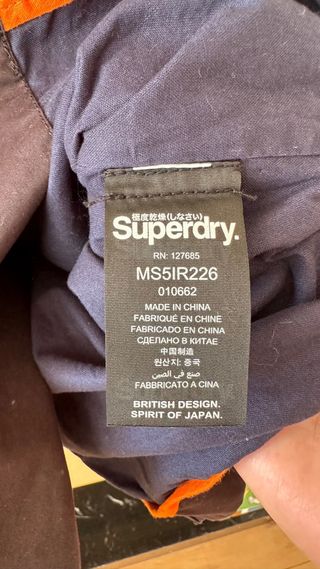 極度乾燥(しなさい)
Superdry.
RN: 127685
MS5IR226
010662
MADE IN CHINA
FABRIQUÉ EN CHINE
FABRICADO EN CHINA
СДЕЛАНО В КИТАЕ
中国制造
원산지: 중국
صنع في الصين
FABBRICATO A CINA
BRITISH DESIGN.
SPIRIT OF JAPAN.